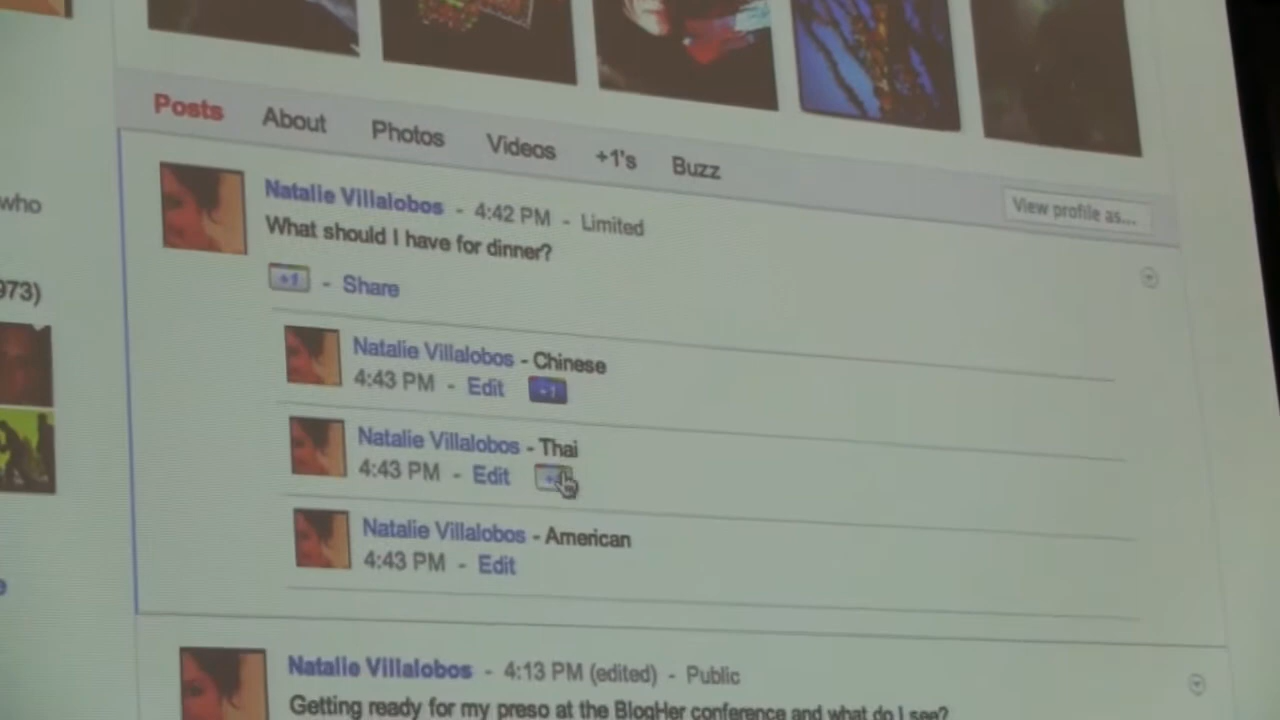 Posts About Photos Videos +1's Buzz
who
View profile as...
Natalie Villalobos - 4:42 PM - Limited
What should I have for dinner?
+1 - Share
973)
Natalie Villalobos - Chinese
4:43 PM - Edit +1
Natalie Villalobos - Thai
4:43 PM - Edit
Natalie Villalobos - American
4:43 PM - Edit
Natalie Villalobos - 4:13 PM (edited) - Public
Getting ready for my preso at the BlogHer conference and what do I see?